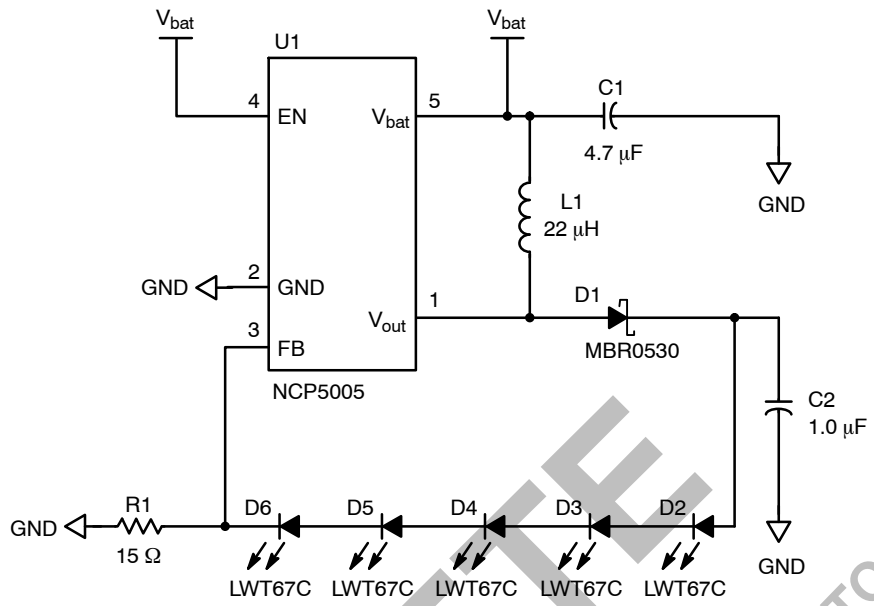 Vbat
U1
Vbat
4
EN
Vbat
5
C1
4.7 μF
GND
L1
22 μH
GND
2
GND
3
FB
Vout
1
D1
MBR0530
NCP5005
C2
1.0 μF
GND
R1
15 Ω
GND
D6
D5
D4
D3
D2
LWT67C
LWT67C
LWT67C
LWT67C
LWT67C